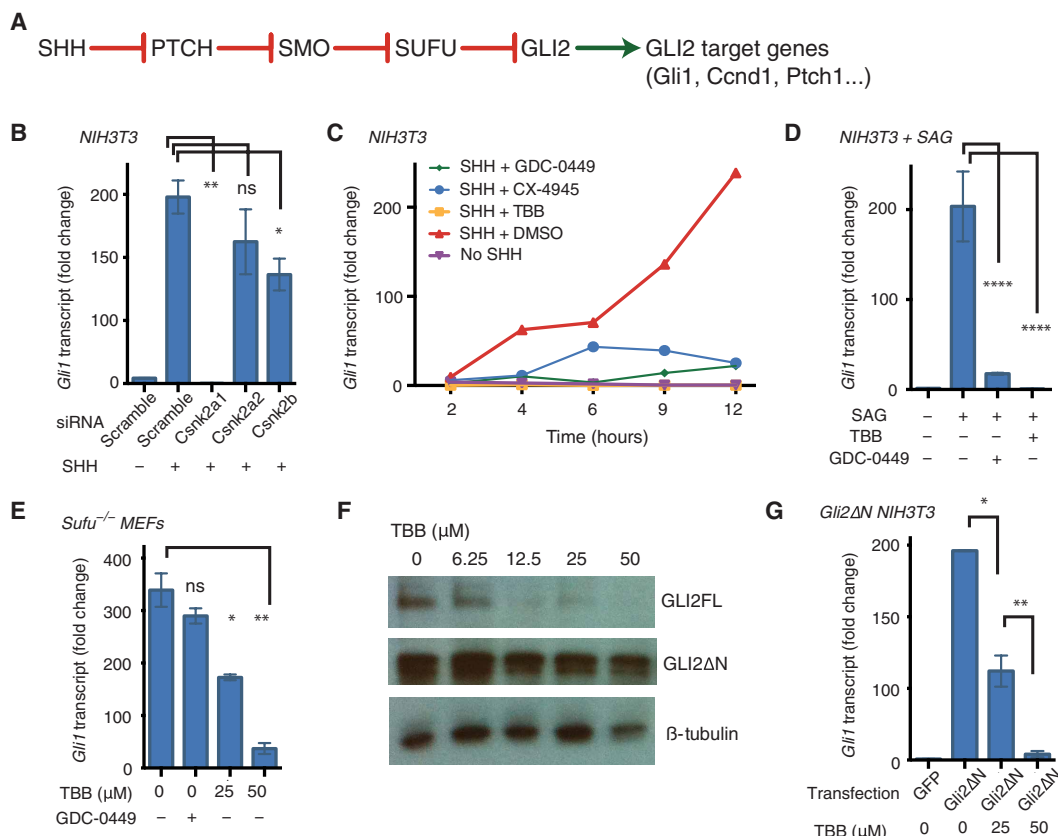 A
SHH PTCH SMO SUFU GLI2 GLI2 target genes
(Gli1, Ccnd1, Ptch1...)
B
NIH3T3
Gli1 transcript (fold change)
200
100
0
**
ns
*
siRNA
Scramble
Scramble
Csnk2a1
Csnk2a2
Csnk2b
SHH – + + + +
C
NIH3T3
Gli1 transcript (fold change)
200
100
0
SHH + GDC-0449
SHH + CX-4945
SHH + TBB
SHH + DMSO
No SHH
2 4 6 9 12
Time (hours)
D
NIH3T3 + SAG
Gli1 transcript (fold change)
200
100
0
****
****
SAG – + + +
TBB – – – +
GDC-0449 – – + –
E
Sufu–/– MEFs
Gli1 transcript (fold change)
400
300
200
100
0
ns
*
**
TBB (µM) 0 0 25 50
GDC-0449 – + – –
F
TBB (µM)
0 6.25 12.5 25 50
GLI2FL
GLI2ΔN
ß-tubulin
G
Gli2ΔN NIH3T3
Gli1 transcript (fold change)
200
150
100
0
*
**
Transfection
GFP
Gli2ΔN
Gli2ΔN
Gli2ΔN
TBB (µM) 0 0 25 50